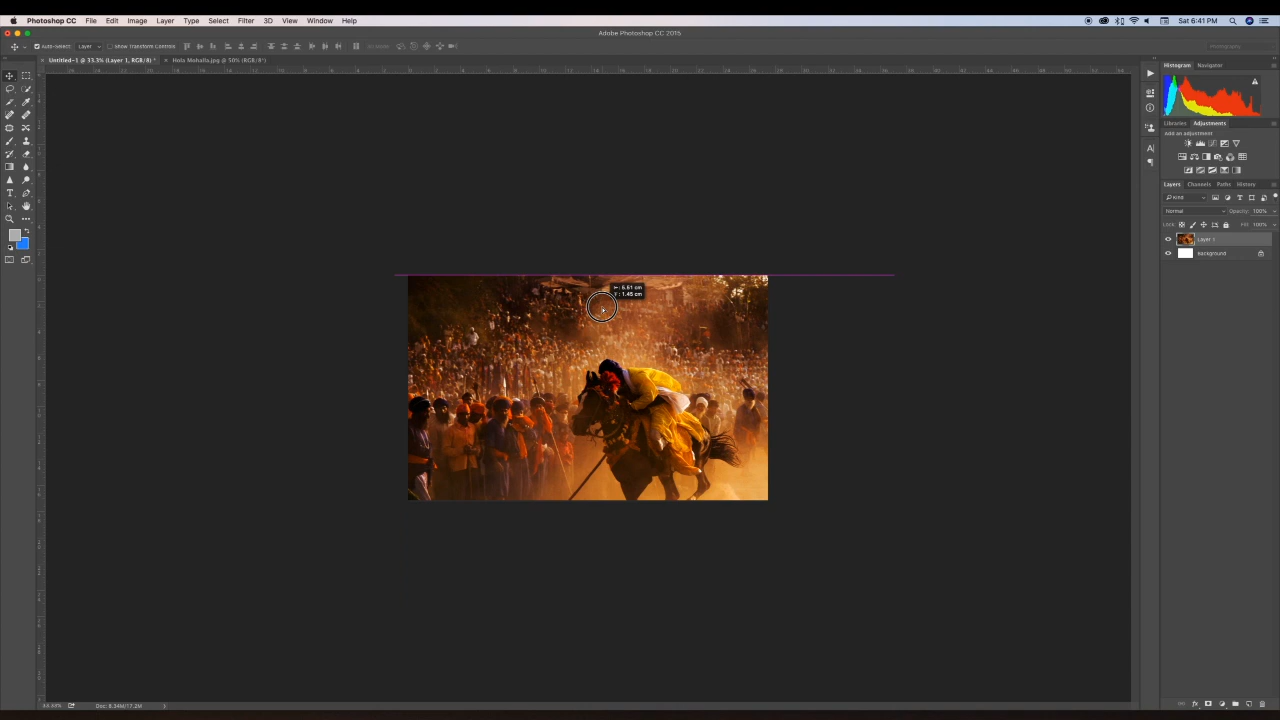 Photoshop CC File Edit Image Layer Type Select Filter 3D View Window Help Sat 6:41 PM
Adobe Photoshop CC 2015
Auto-Select: Layer Show Transform Controls
Untitled-1 @ 33.3% (Layer 1, RGB/8) * Hola Mohalla.jpg @ 50% (RGB/8*)
Histogram Navigator
Libraries Adjustments
Add an adjustment
Layers Channels Paths History
Kind
Normal Opacity: 100%
Lock: Fill: 100%
Layer 1
Background
: 6.61 cm
: 1.45 cm
Doc: 8.34M/17.2M